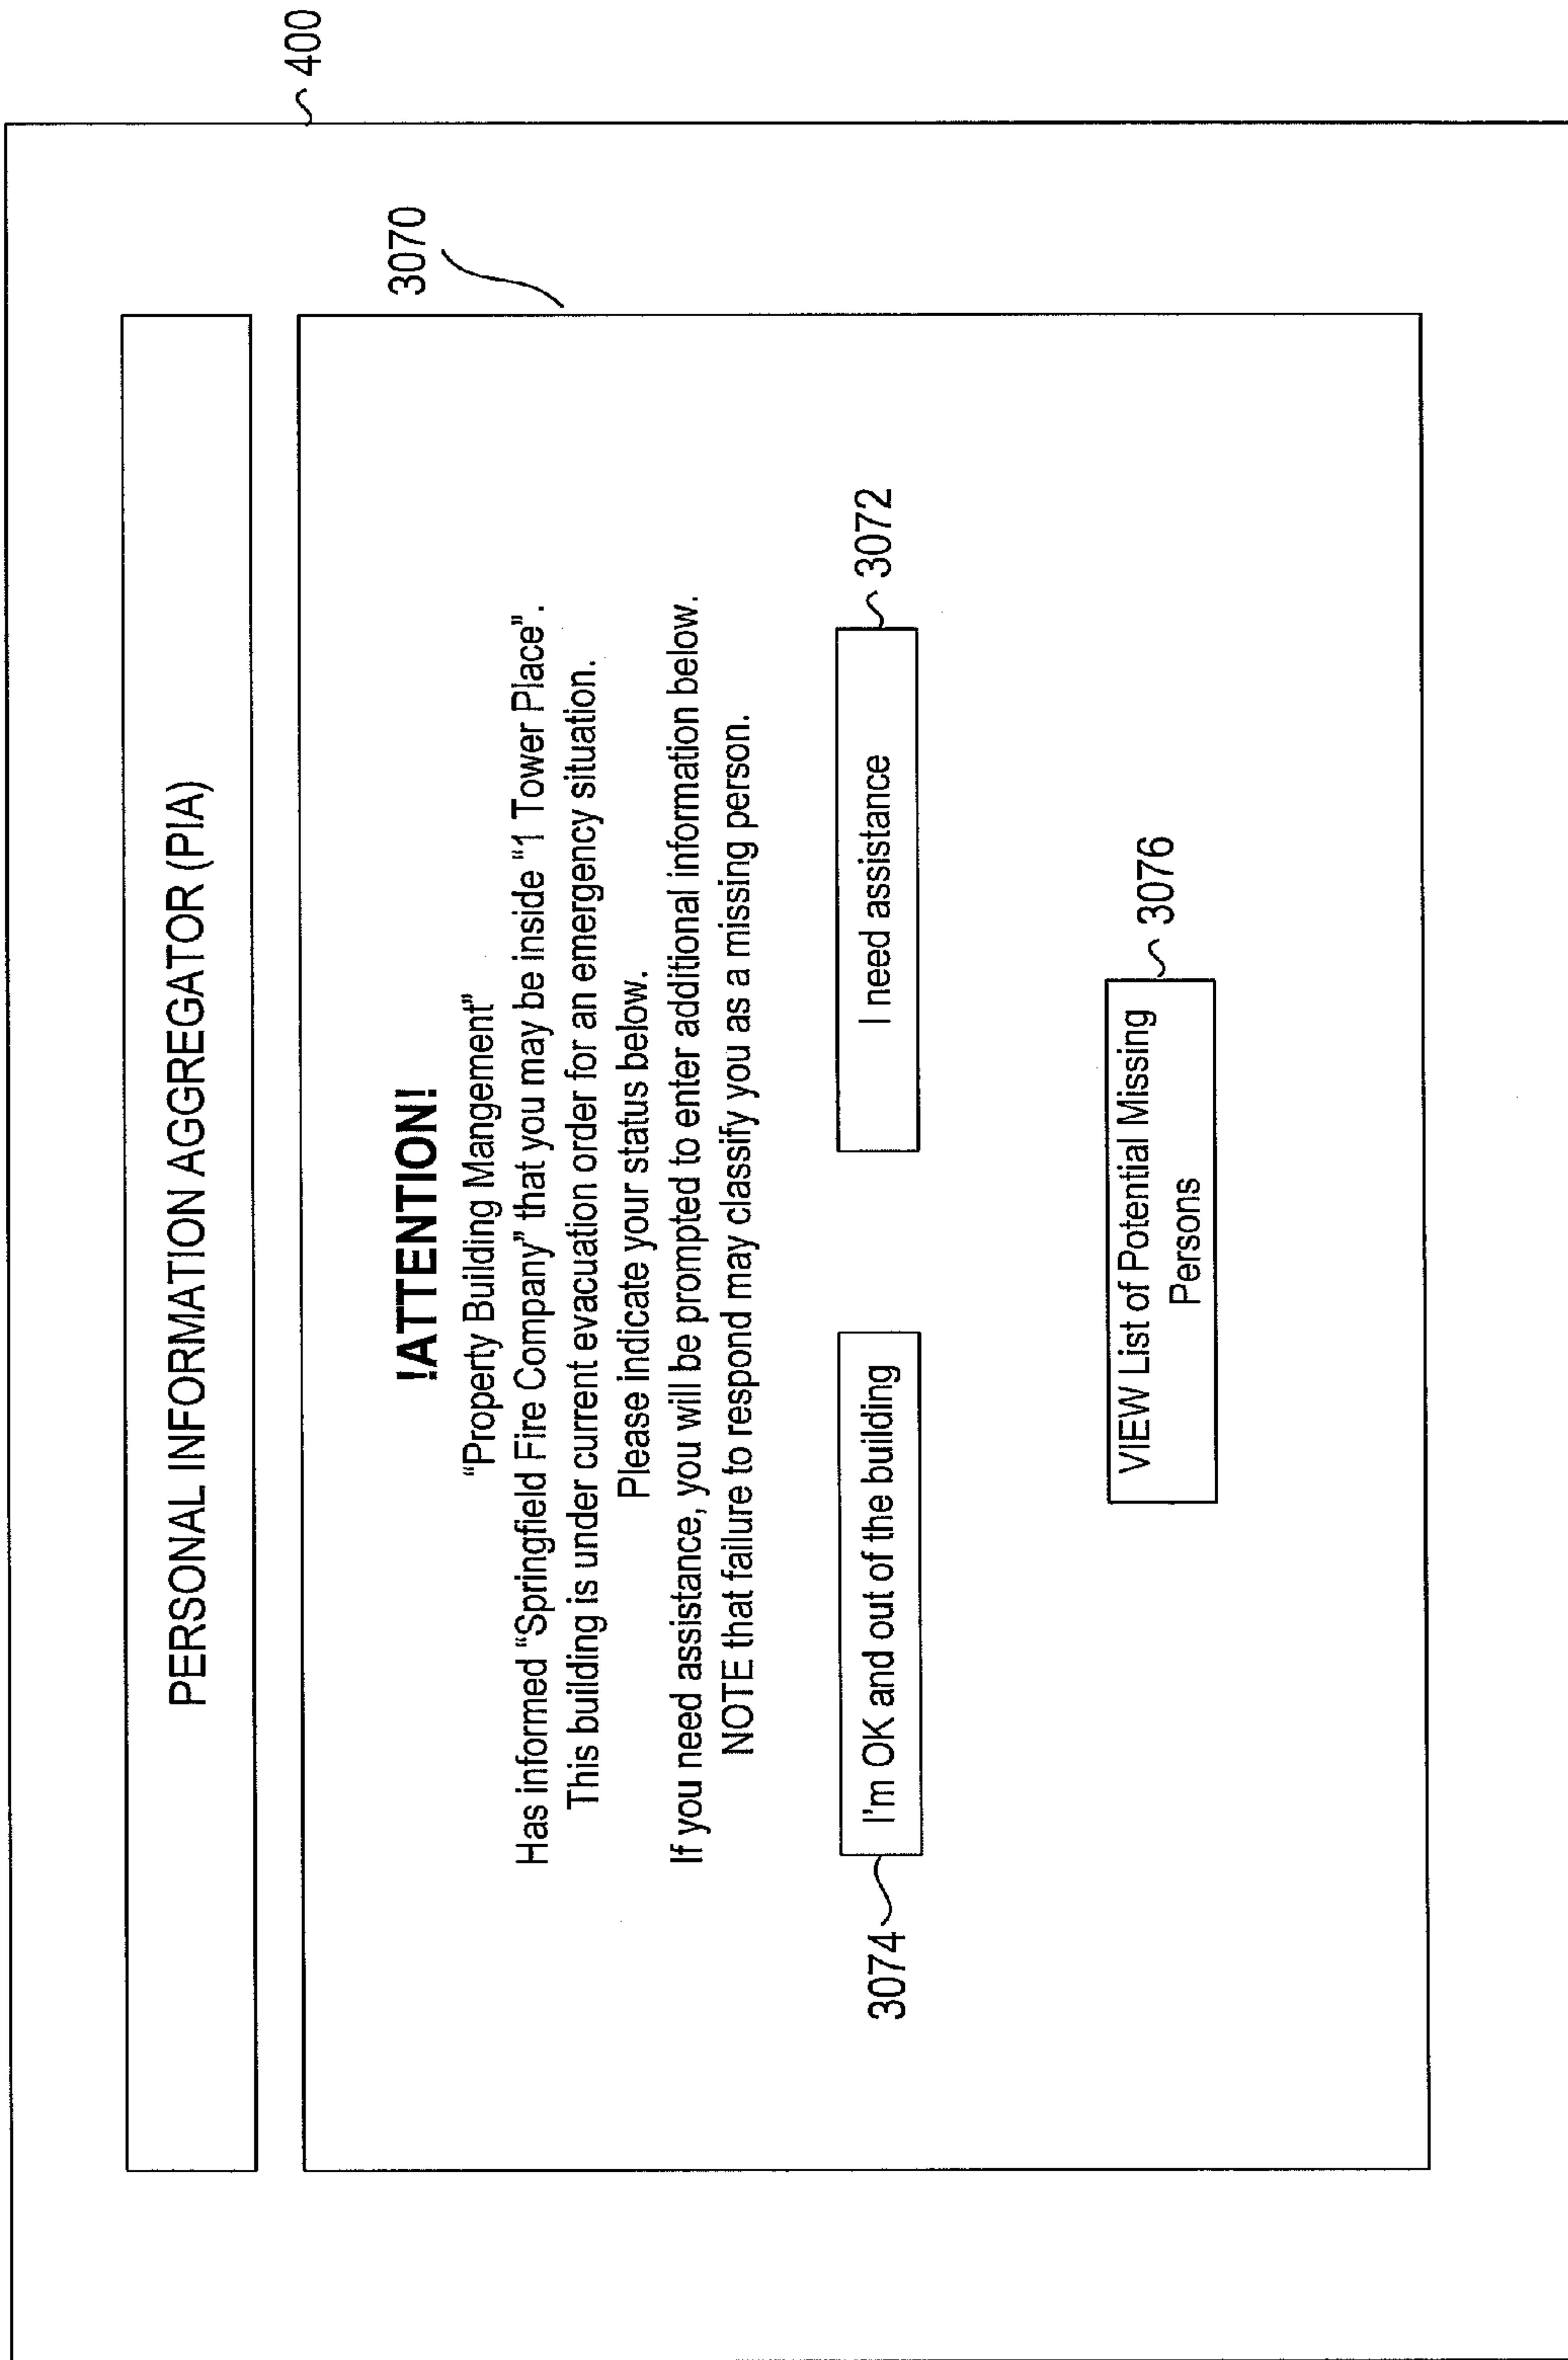 400
PERSONAL INFORMATION AGGREGATOR (PIA)
3070
!ATTENTION!
“Property Building Mangement”
Has informed “Springfield Fire Company” that you may be inside “1 Tower Place”.
This building is under current evacuation order for an emergency situation.
Please indicate your status below.
If you need assistance, you will be prompted to enter additional information below.
NOTE that failure to respond may classify you as a missing person.
3074
I'm OK and out of the building
I need assistance
3072
VIEW List of Potential Missing
Persons
3076